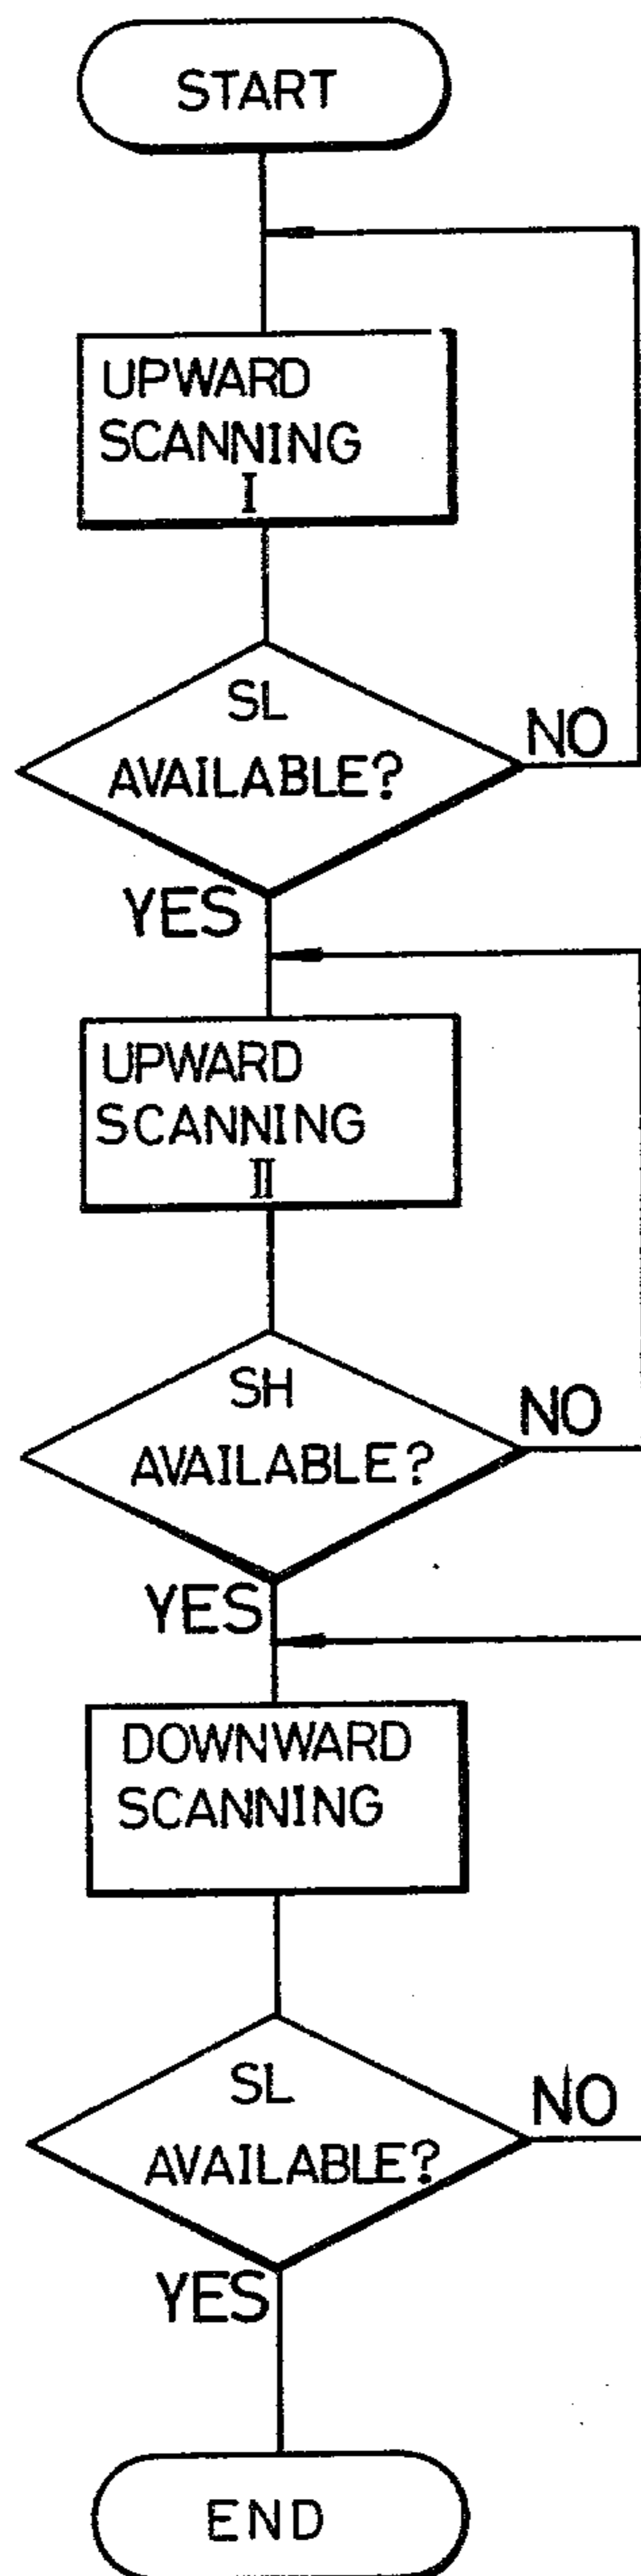 START
UPWARD
SCANNING
I
SL
AVAILABLE?
NO
YES
UPWARD
SCANNING
II
SH
AVAILABLE?
NO
YES
DOWNWARD
SCANNING
SL
AVAILABLE?
NO
YES
END